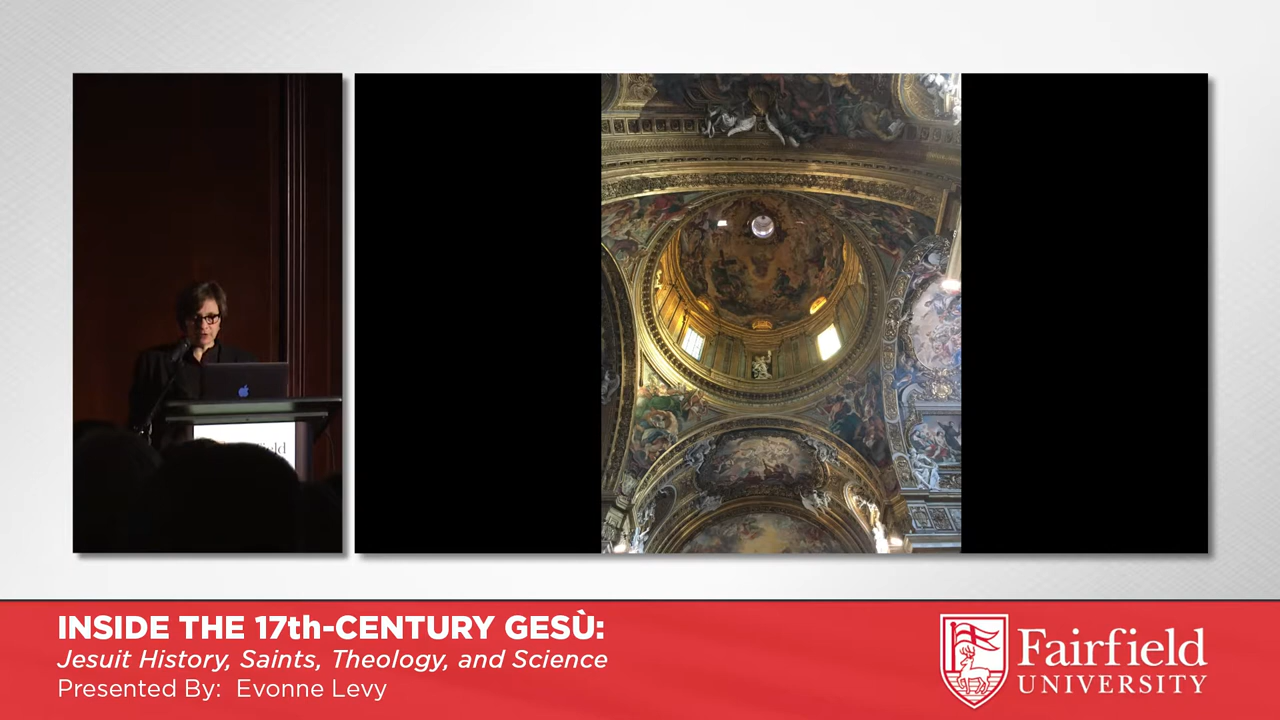 INSIDE THE 17th-CENTURY GESÙ:
Jesuit History, Saints, Theology, and Science
Presented By: Evonne Levy
Fairfield
UNIVERSITY